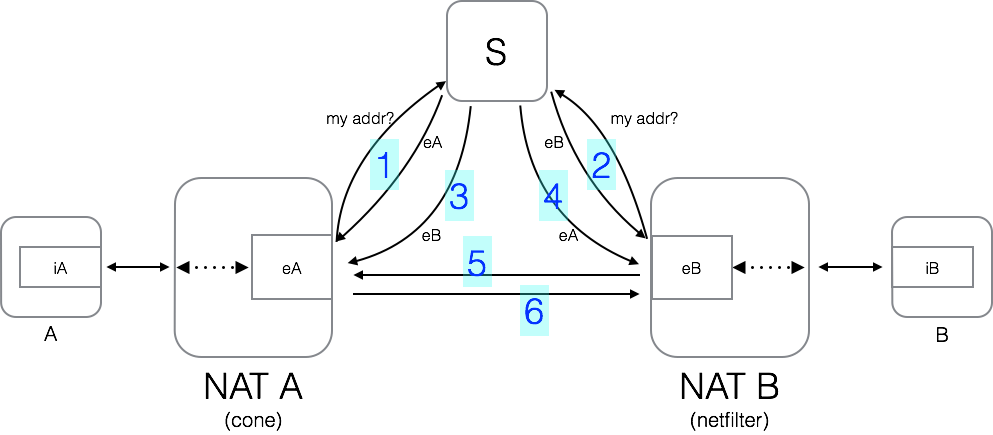 S
my addr?
my addr?
eA
eB
1
2
3
4
eB
eA
5
iA
eA
eB
iB
6
A
B
NAT A
(cone)
NAT B
(netfilter)